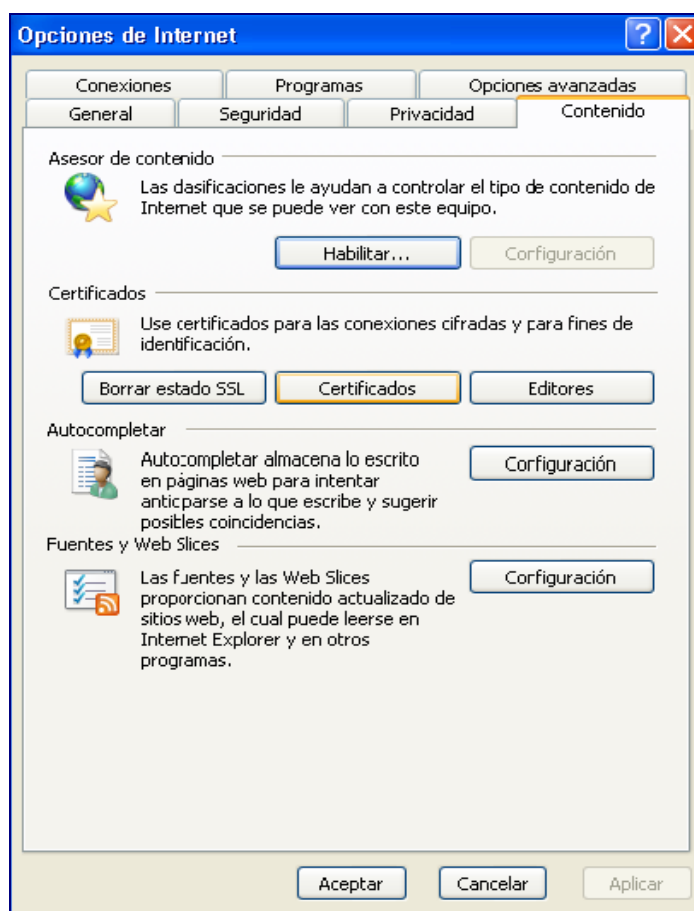 Opciones de Internet
Conexiones Programas Opciones avanzadas
General Seguridad Privacidad Contenido
Asesor de contenido
Las clasificaciones le ayudan a controlar el tipo de contenido de
Internet que se puede ver con este equipo.
Habilitar... Configuración
Certificados
Use certificados para las conexiones cifradas y para fines de
identificación.
Borrar estado SSL Certificados Editores
Autocompletar
Autocompletar almacena lo escrito
en páginas web para intentar
anticiparse a lo que escribe y sugerir
posibles coincidencias.
Configuración
Fuentes y Web Slices
Las fuentes y las Web Slices
proporcionan contenido actualizado de
sitios web, el cual puede leerse en
Internet Explorer y en otros
programas.
Configuración
Aceptar Cancelar Aplicar